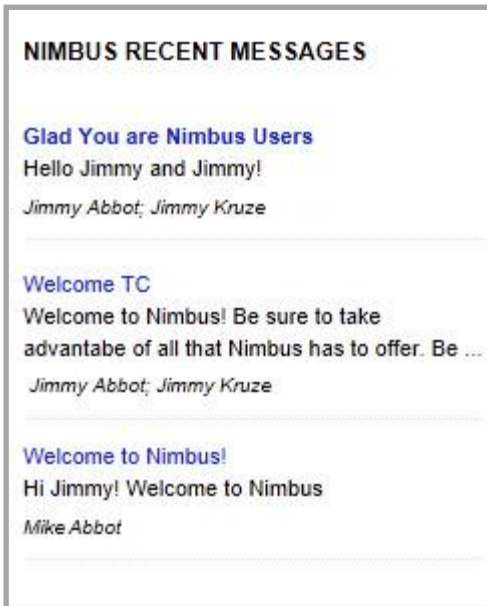 NIMBUS RECENT MESSAGES
Glad You are Nimbus Users
Hello Jimmy and Jimmy!
Jimmy Abbot; Jimmy Kruze
Welcome TC
Welcome to Nimbus! Be sure to take
advantabe of all that Nimbus has to offer. Be ...
Jimmy Abbot; Jimmy Kruze
Welcome to Nimbus!
Hi Jimmy! Welcome to Nimbus
Mike Abbot